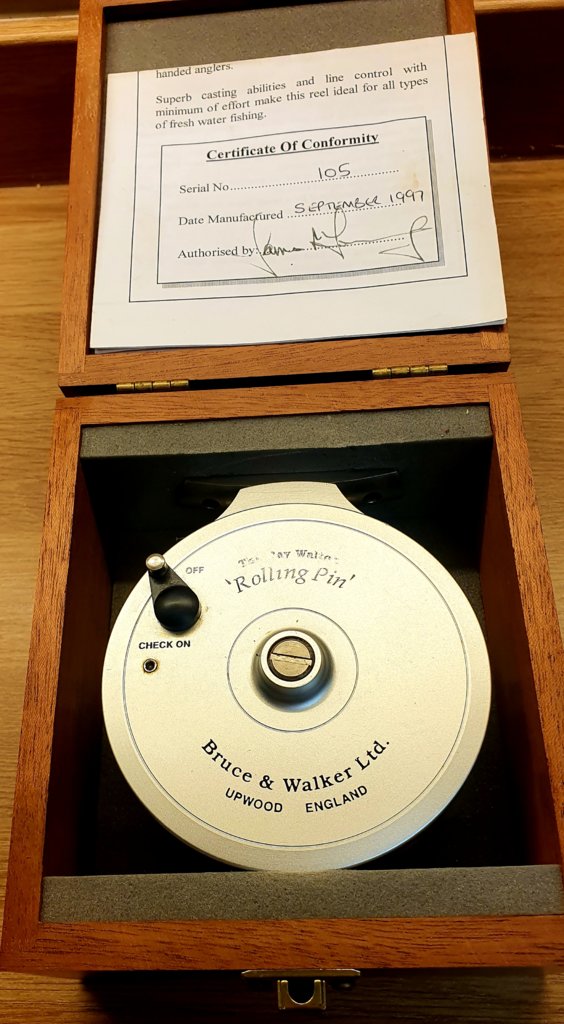 handed anglers.
Superb casting abilities and line control with
minimum of effort make this reel ideal for all types
of fresh water fishing.
Certificate Of Conformity
Serial No. 105
Date Manufactured SEPTEMBER 1997
Authorised by:
OFF
CHECK ON
'Rolling Pin'
Bruce & Walker Ltd.
UPWOOD ENGLAND